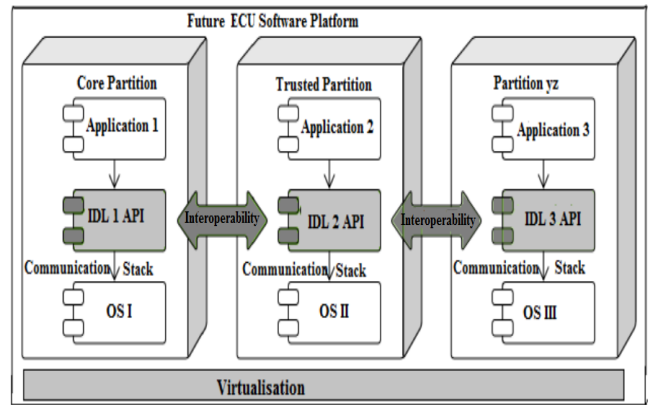 Future ECU Software Platform
Core Partition
Application 1
IDL 1 API
Communication Stack
OS I
Interoperability
Trusted Partition
Application 2
IDL 2 API
Communication Stack
OS II
Interoperability
Partition yz
Application 3
IDL 3 API
Communication Stack
OS III
Virtualisation